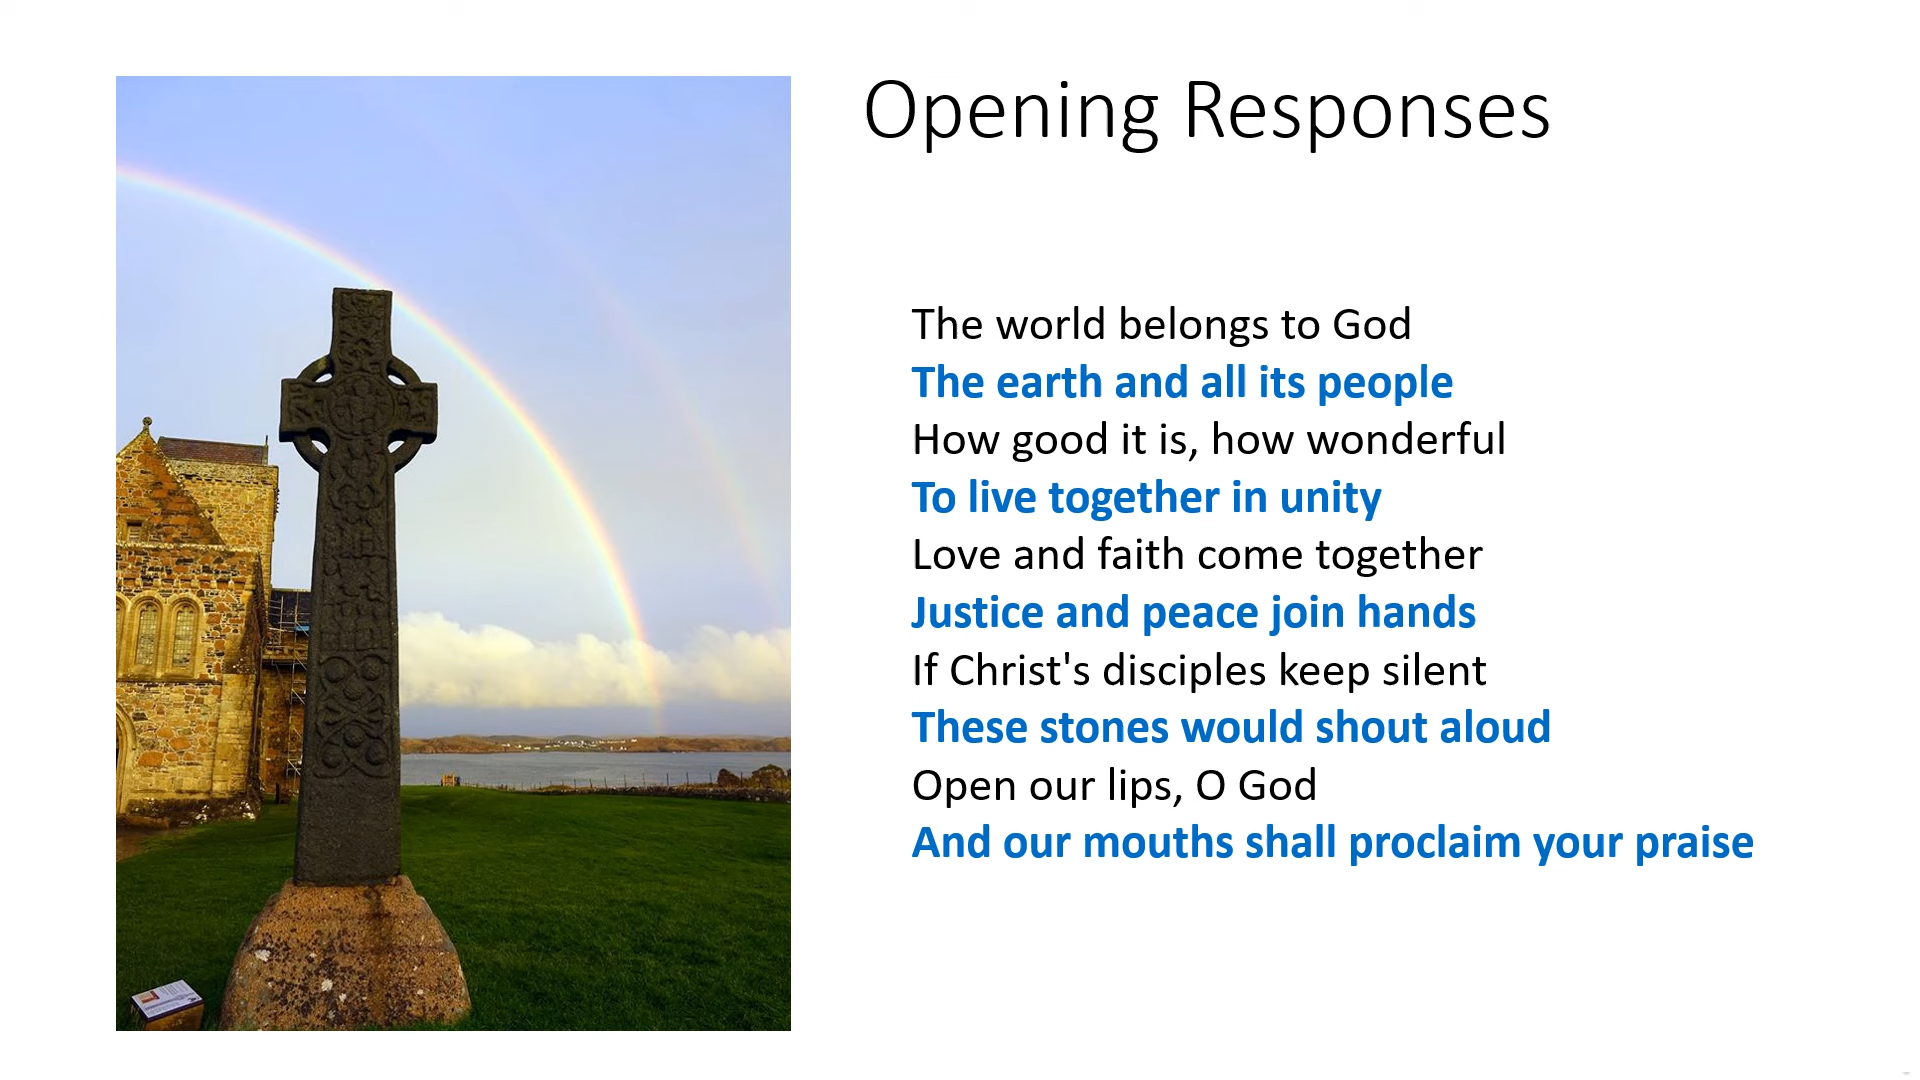 Opening Responses
The world belongs to God
The earth and all its people
How good it is, how wonderful
To live together in unity
Love and faith come together
Justice and peace join hands
If Christ's disciples keep silent
These stones would shout aloud
Open our lips, O God
And our mouths shall proclaim your praise